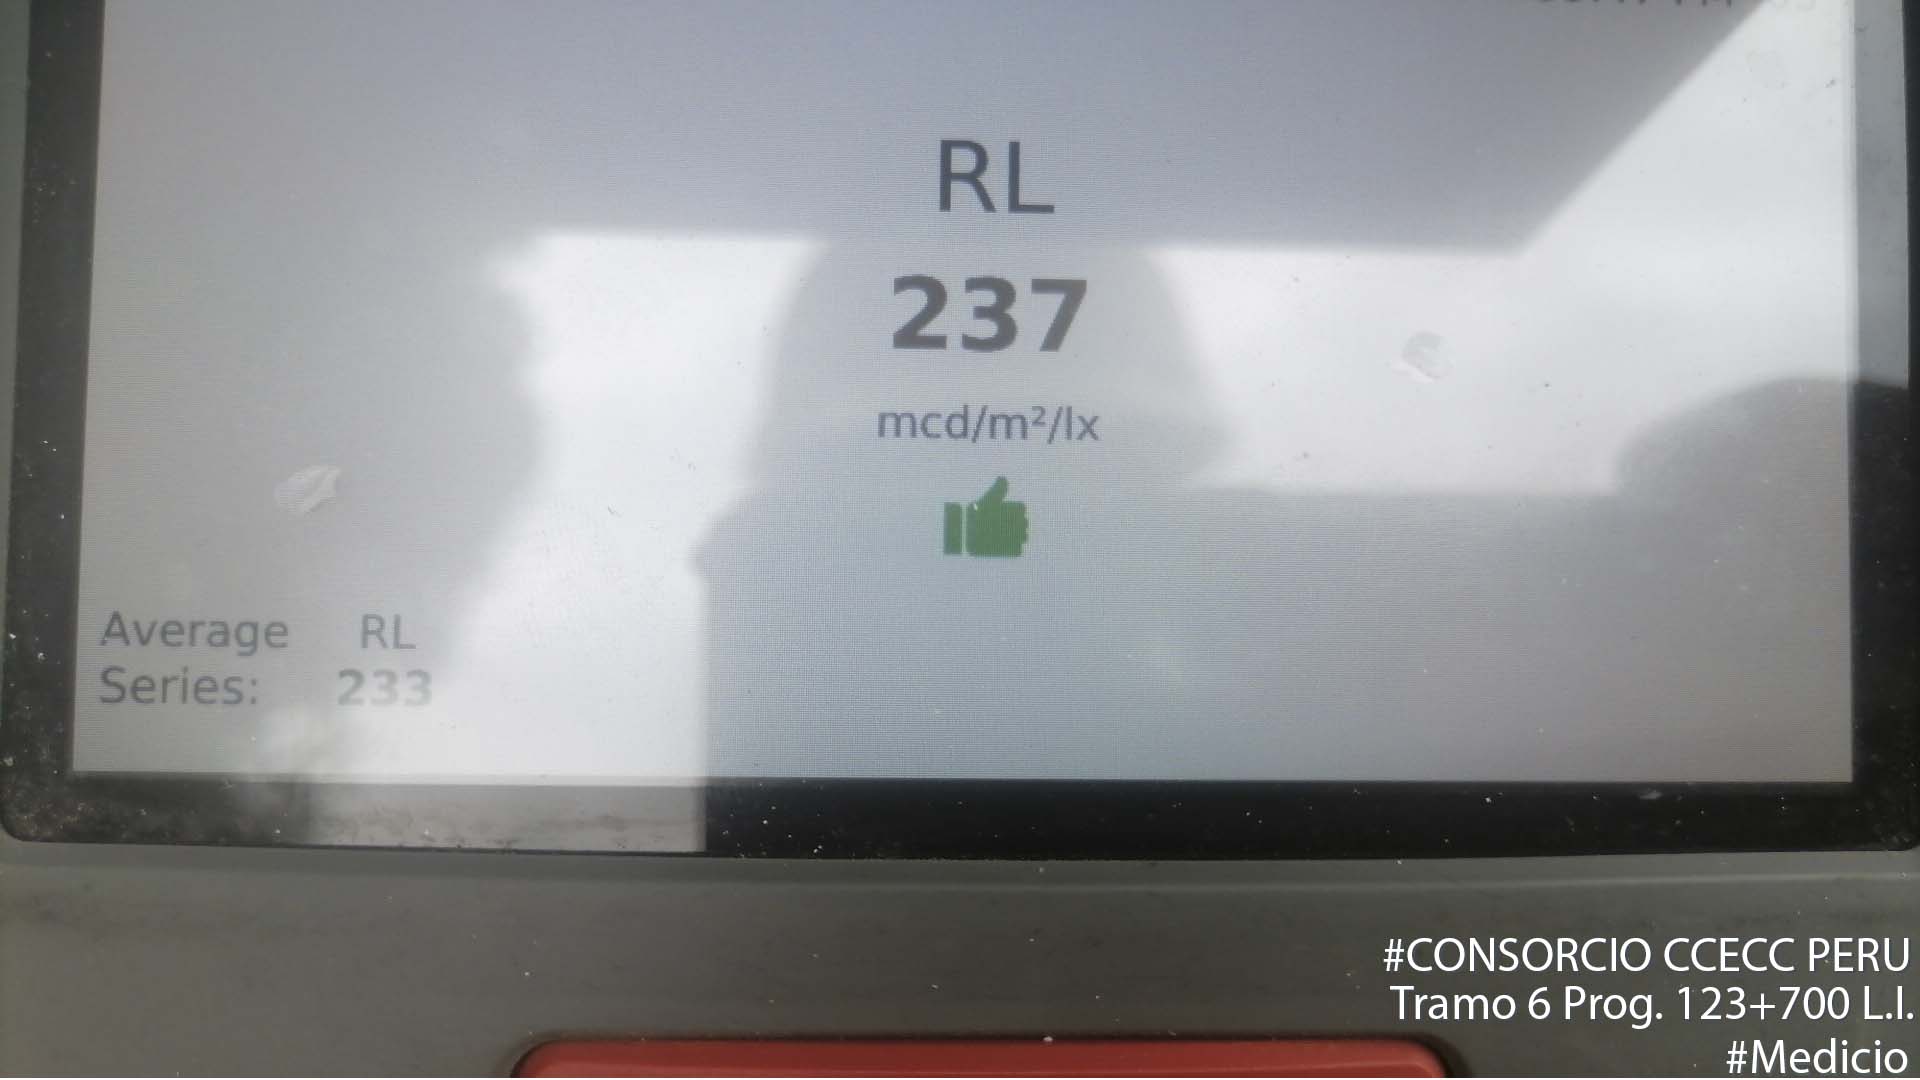 RL
237
mcd/m²/lx
Average RL
Series: 233
#CONSORCIO CCECC PERU
Tramo 6 Prog. 123+700 L.I.
#Medicio